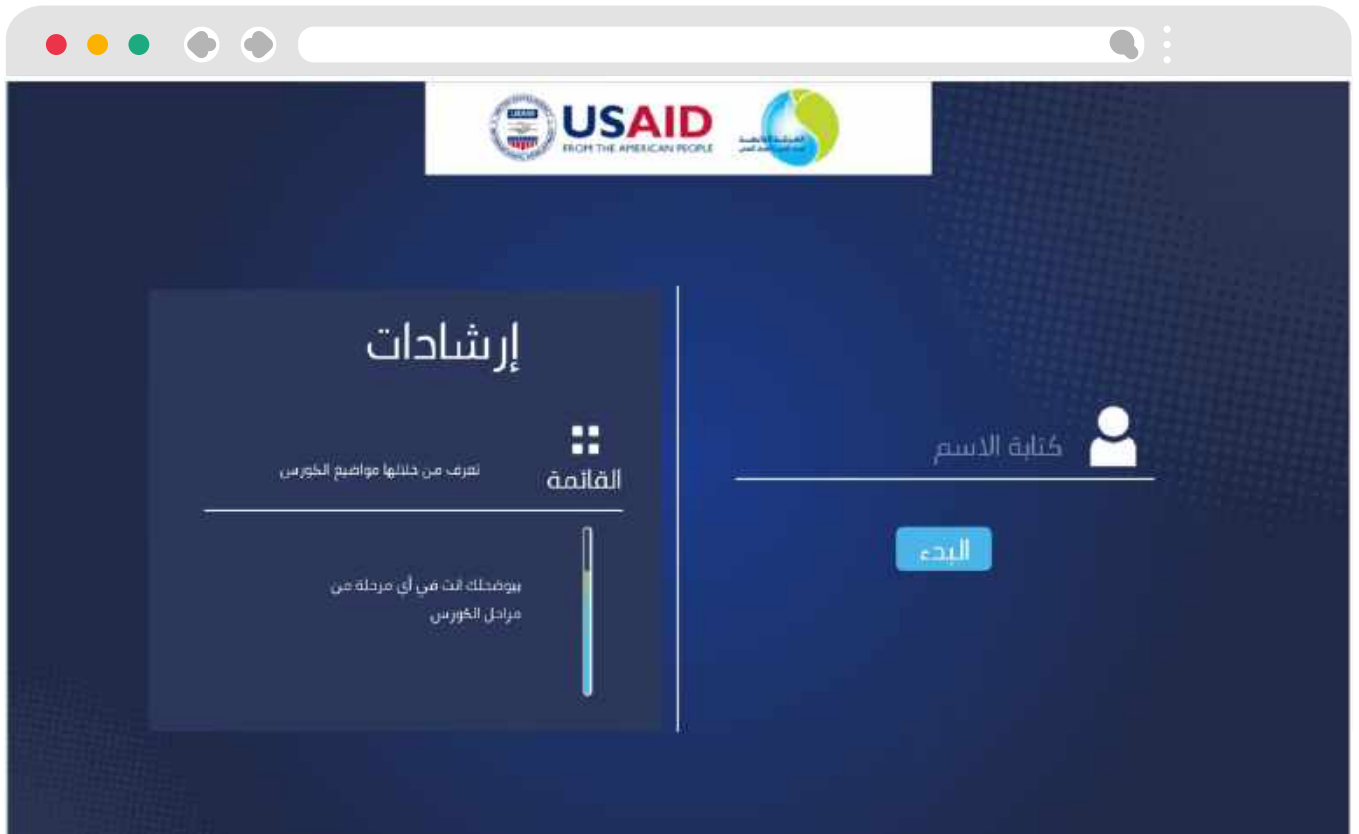 USAID
FROM THE AMERICAN PEOPLE
كتابة الاسم
البدء
إرشادات
القائمة
تعرف من خلالها مواضيع الكورس
بيوضحلك انت في أي مرحلة من
مراحل الكورس